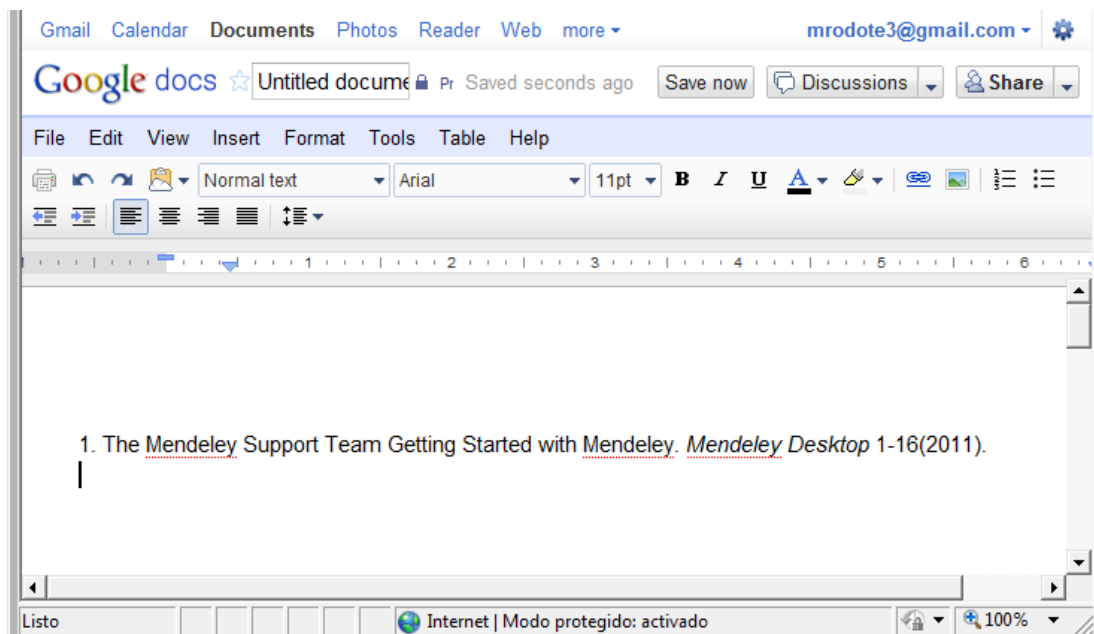 Gmail Calendar Documents Photos Reader Web more mrodote3@gmail.com
Google docs Untitled docume Pr Saved seconds ago Save now Discussions Share
File Edit View Insert Format Tools Table Help
Normal text Arial 11pt B I U A
1 2 3 4 5 6
1. The Mendeley Support Team Getting Started with Mendeley. Mendeley Desktop 1-16(2011).
Listo Internet | Modo protegido: activado 100%